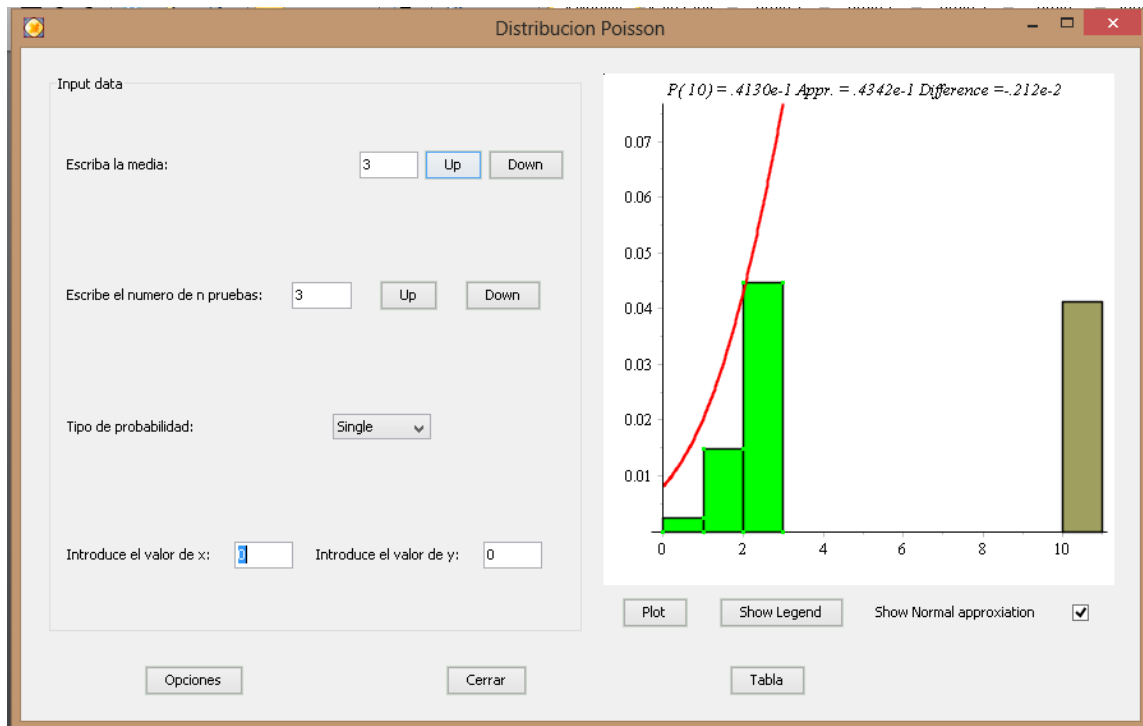 Distribucion Poisson
Input data
Escriba la media: 3 Up Down
Escribe el numero de n pruebas: 3 Up Down
Tipo de probabilidad: Single
Introduce el valor de x: 0 Introduce el valor de y: 0
P( 10) = .4130e-1 Appr. = .4342e-1 Difference =-.212e-2
0.07
0.06
0.05
0.04
0.03
0.02
0.01
0 2 4 6 8 10
Plot Show Legend Show Normal approxiation
Opciones Cerrar Tabla